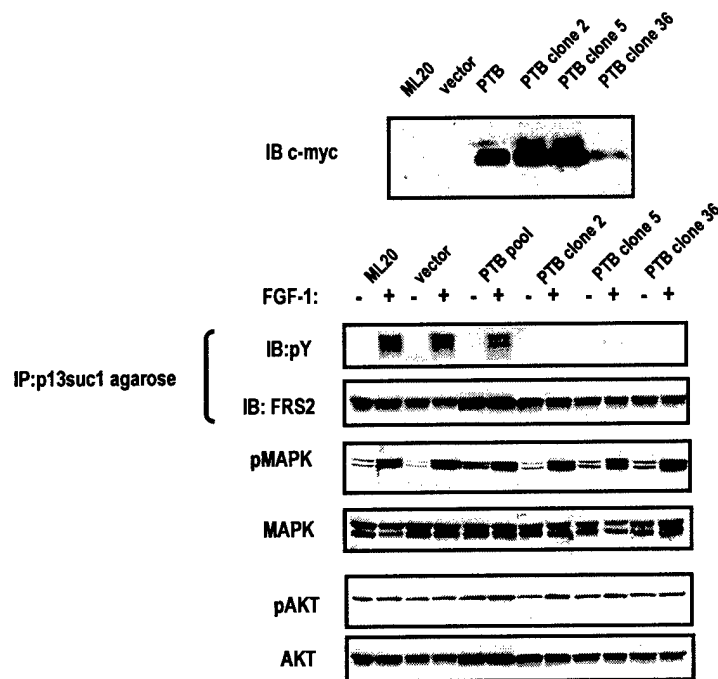 ML20 vector PTB PTB clone 2 PTB clone 5 PTB clone 36
IB c-myc
ML20 vector PTB pool PTB clone 2 PTB clone 5 PTB clone 36
FGF-1: - + - + - + - + - + - +
IB:pY
IP:p13suc1 agarose
IB: FRS2
pMAPK
MAPK
pAKT
AKT